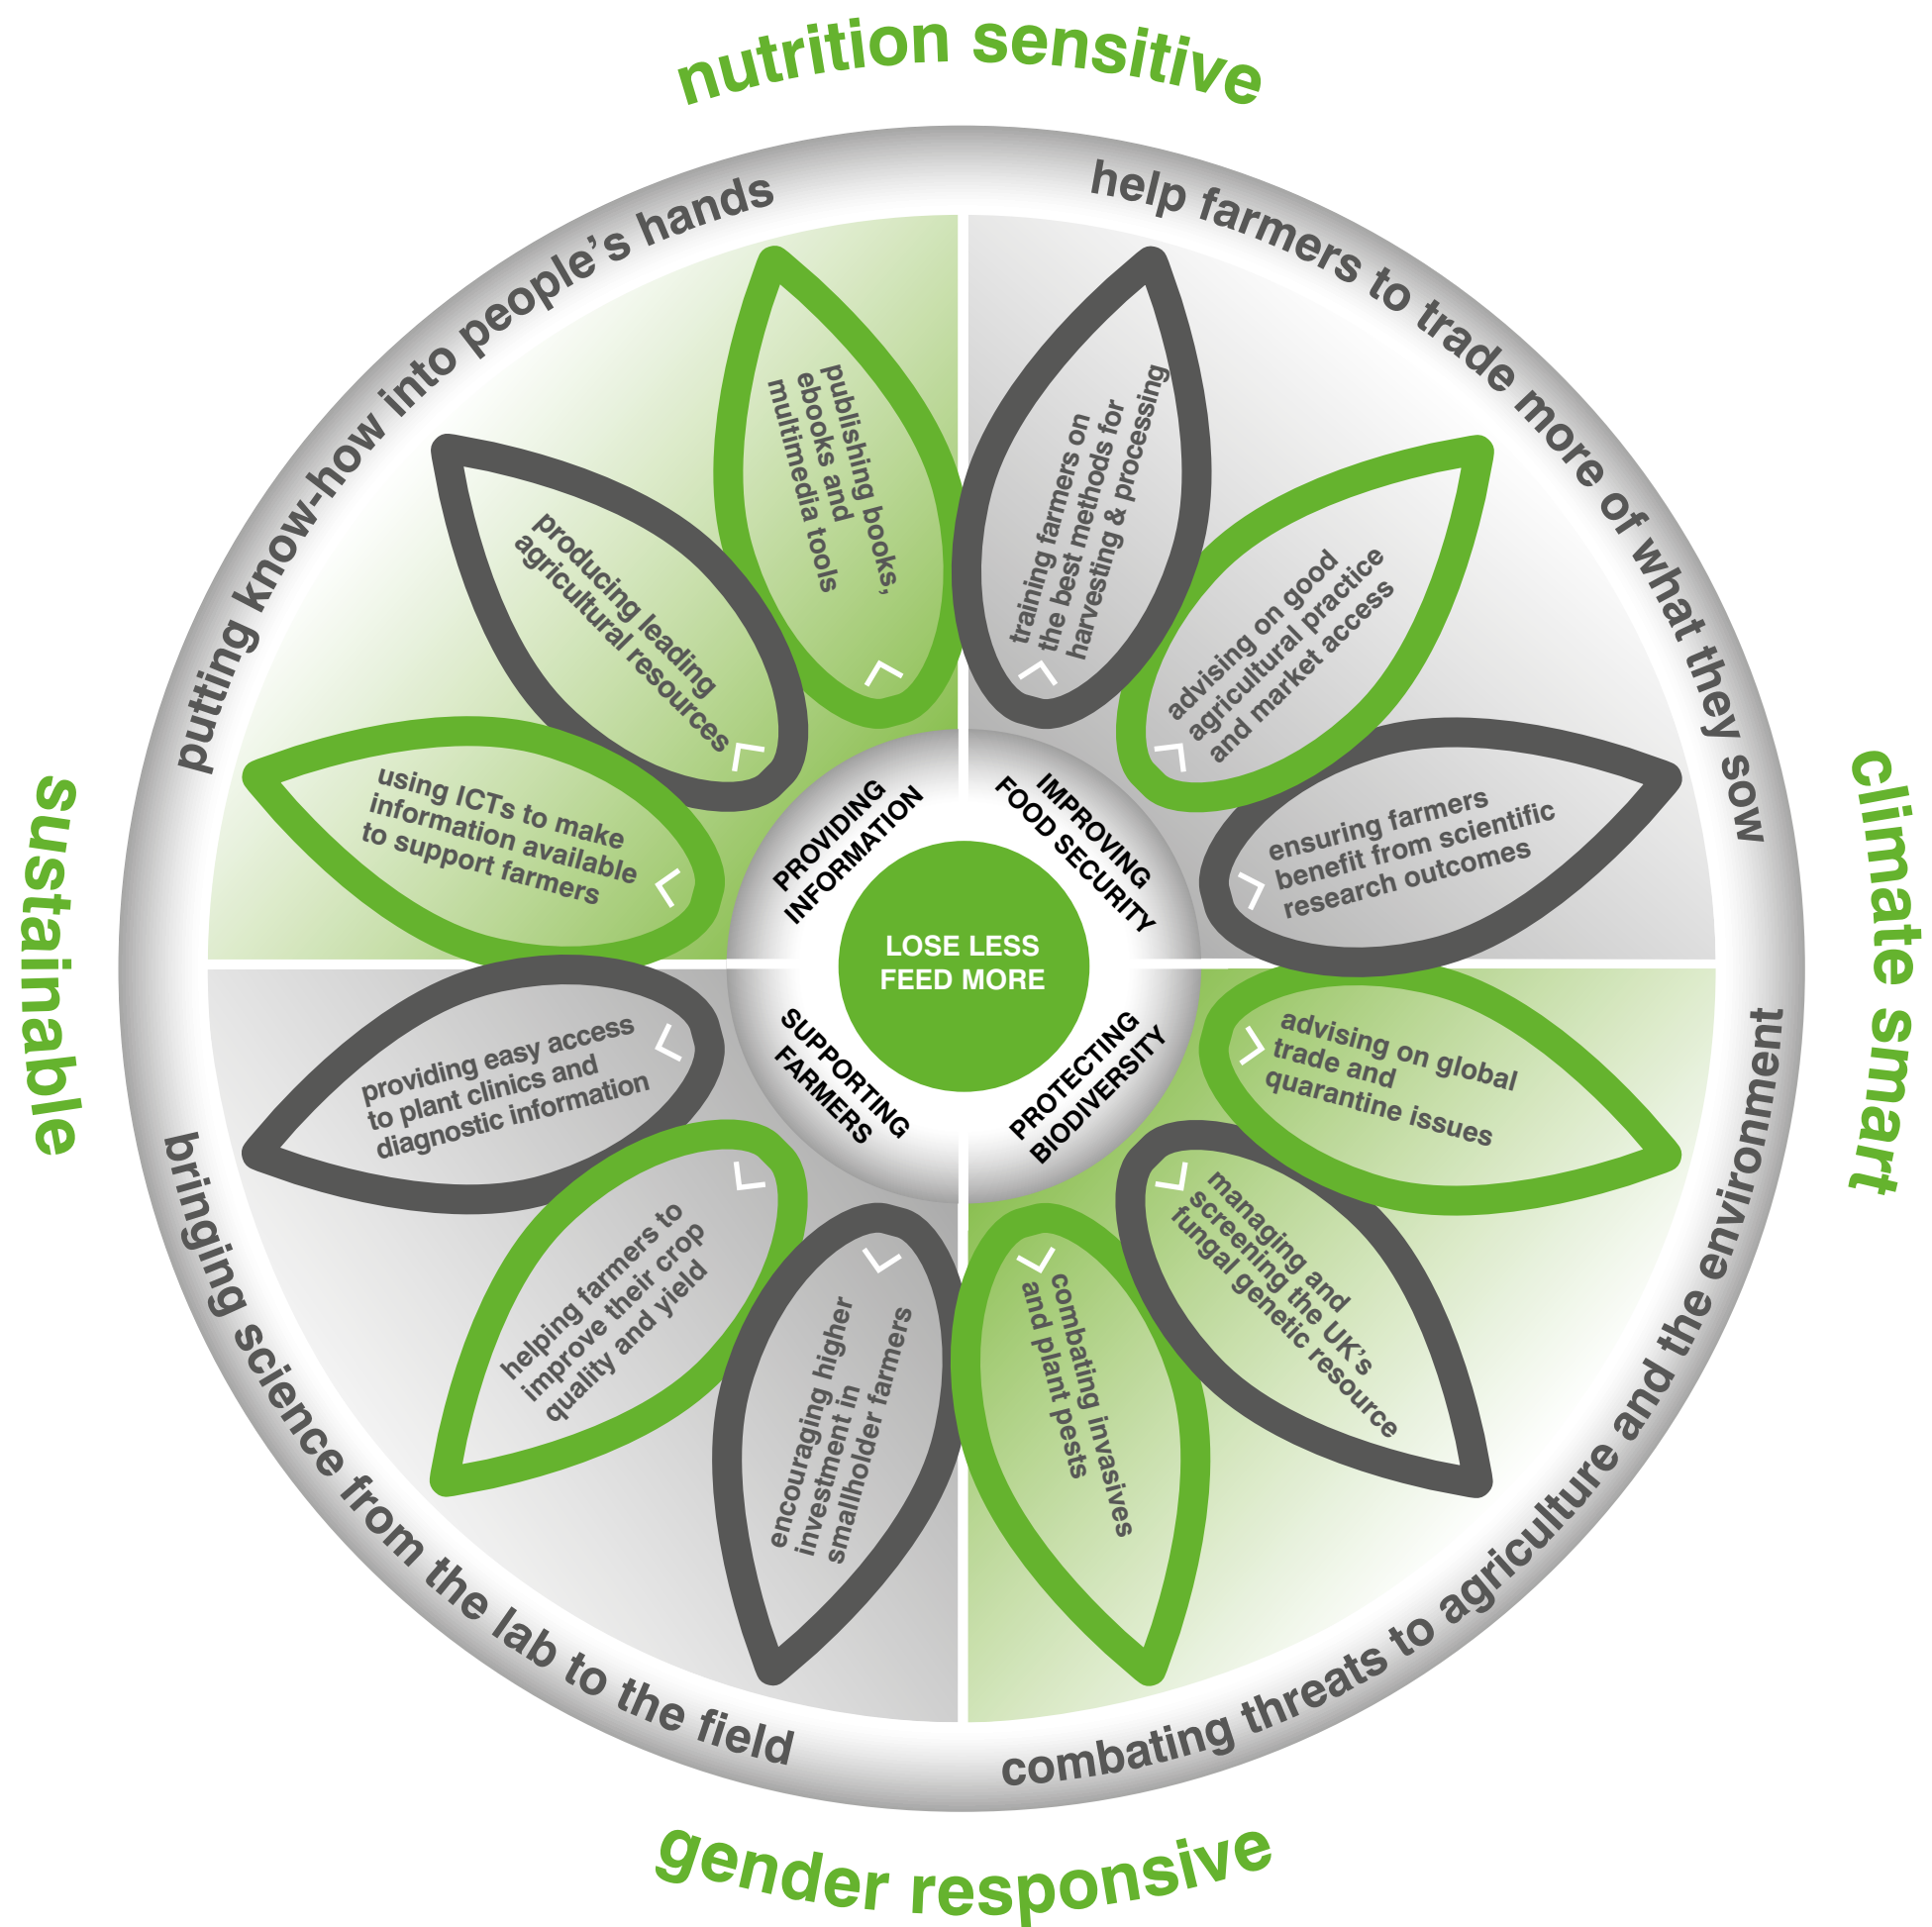 nutrition sensitive
putting know-how into people’s hands
help farmers to trade more of what they sow
publishing books,
ebooks and
multimedia tools
producing leading
agricultural resources
using ICTs to make
information available
to support farmers
training farmers on
the best methods for
harvesting & processing
advising on good
agricultural practice
and market access
ensuring farmers
benefit from scientific
research outcomes
PROVIDING
INFORMATION
IMPROVING
FOOD SECURITY
LOSE LESS
FEED MORE
SUPPORTING
FARMERS
PROTECTING
BIODIVERSITY
sustainable
climate smart
providing easy access
to plant clinics and
diagnostic information
helping farmers to
improve their crop
quality and yield
encouraging higher
investment in
smallholder farmers
advising on global
trade and
quarantine issues
managing and
screening the UK’s
fungal genetic resource
combating invasives
and plant pests
bringing science from the lab to the field
combating threats to agriculture and the environment
gender responsive